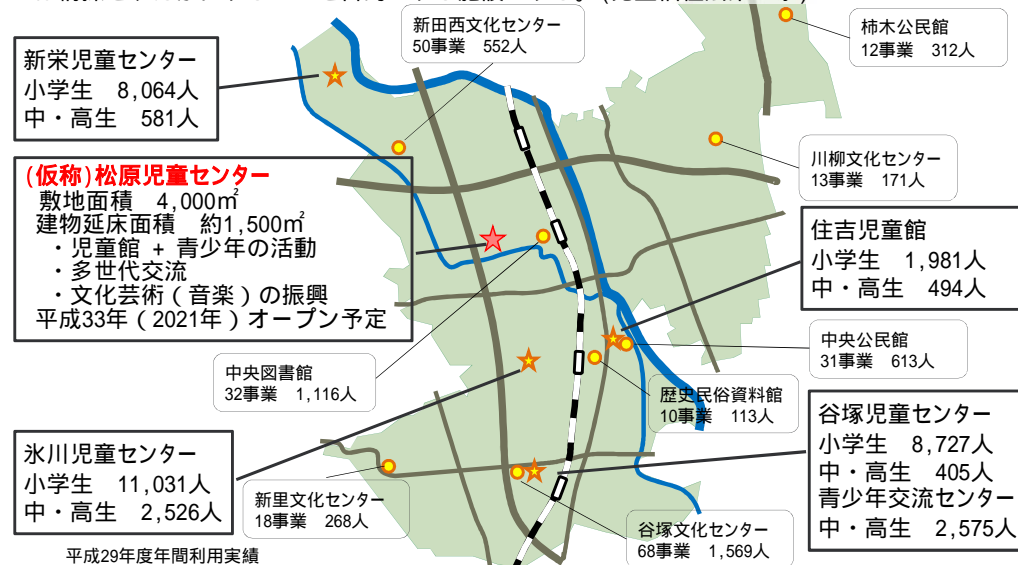 新田西文化センター
50事業 552人
柿木公民館
12事業 312人
新栄児童センター
小学生 8,064人
中・高生 581人
川柳文化センター
13事業 171人
(仮称)松原児童センター
敷地面積 4,000㎡
建物延床面積 約1,500㎡
・児童館 + 青少年の活動
・多世代交流
・文化芸術（音楽）の振興
平成33年（2021年）オープン予定
住吉児童館
小学生 1,981人
中・高生 494人
中央公民館
31事業 613人
中央図書館
32事業 1,116人
歴史民俗資料館
10事業 113人
谷塚児童センター
小学生 8,727人
中・高生 405人
青少年交流センター
中・高生 2,575人
氷川児童センター
小学生 11,031人
中・高生 2,526人
新里文化センター
18事業 268人
谷塚文化センター
68事業 1,569人
平成29年度年間利用実績